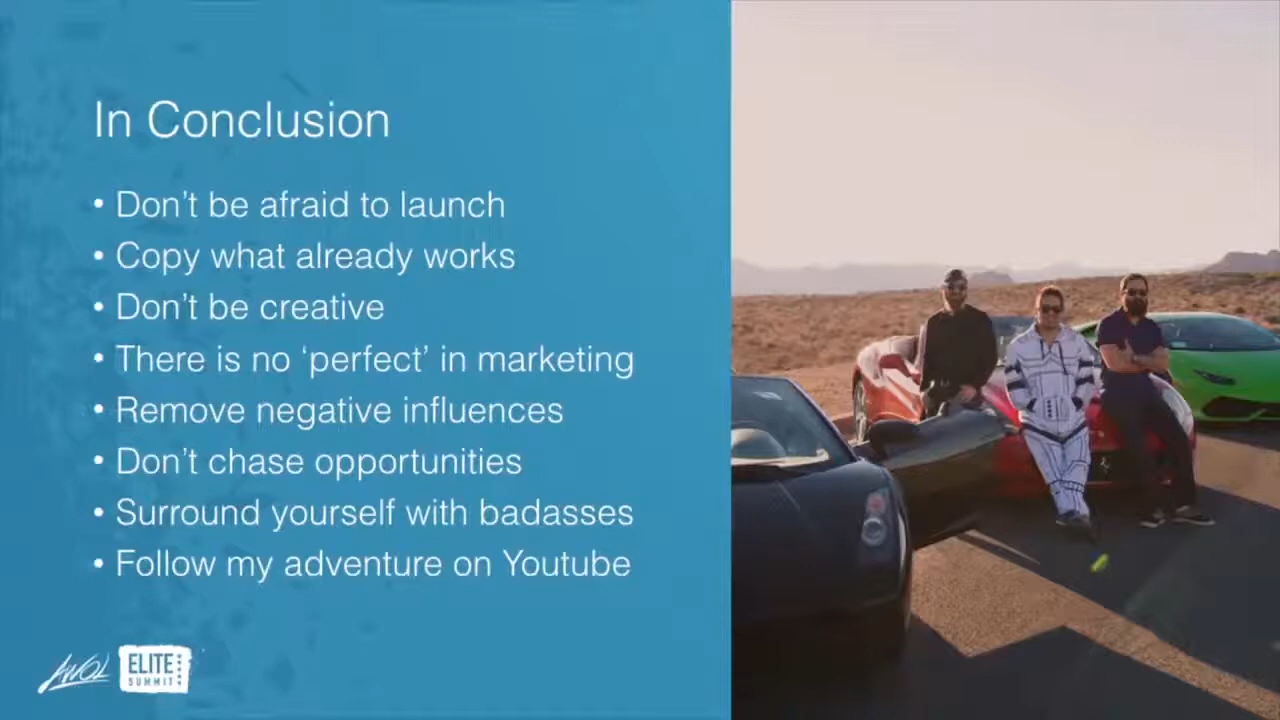 In Conclusion
• Don't be afraid to launch
• Copy what already works
• Don't be creative
• There is no ‘perfect’ in marketing
• Remove negative influences
• Don't chase opportunities
• Surround yourself with badasses
• Follow my adventure on Youtube
AWOL
ELITE
SUMMIT